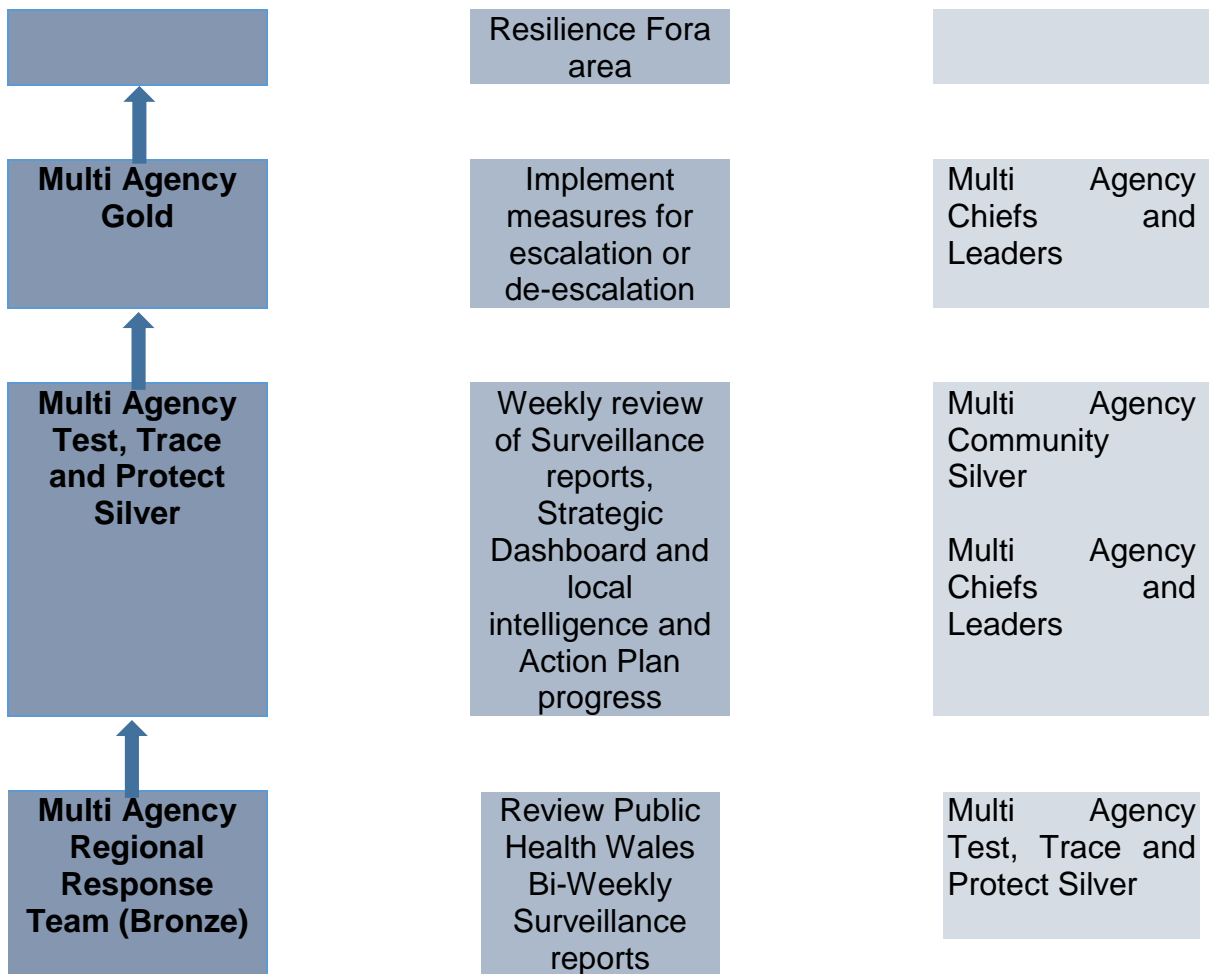 Resilience Fora
area
Multi Agency
Gold
Implement
measures for
escalation or
de-escalation
Multi Agency
Chiefs and
Leaders
Multi Agency
Test, Trace
and Protect
Silver
Weekly review
of Surveillance
reports,
Strategic
Dashboard and
local
intelligence and
Action Plan
progress
Multi Agency
Community
Silver
Multi Agency
Chiefs and
Leaders
Multi Agency
Regional
Response
Team (Bronze)
Review Public
Health Wales
Bi-Weekly
Surveillance
reports
Multi Agency
Test, Trace and
Protect Silver